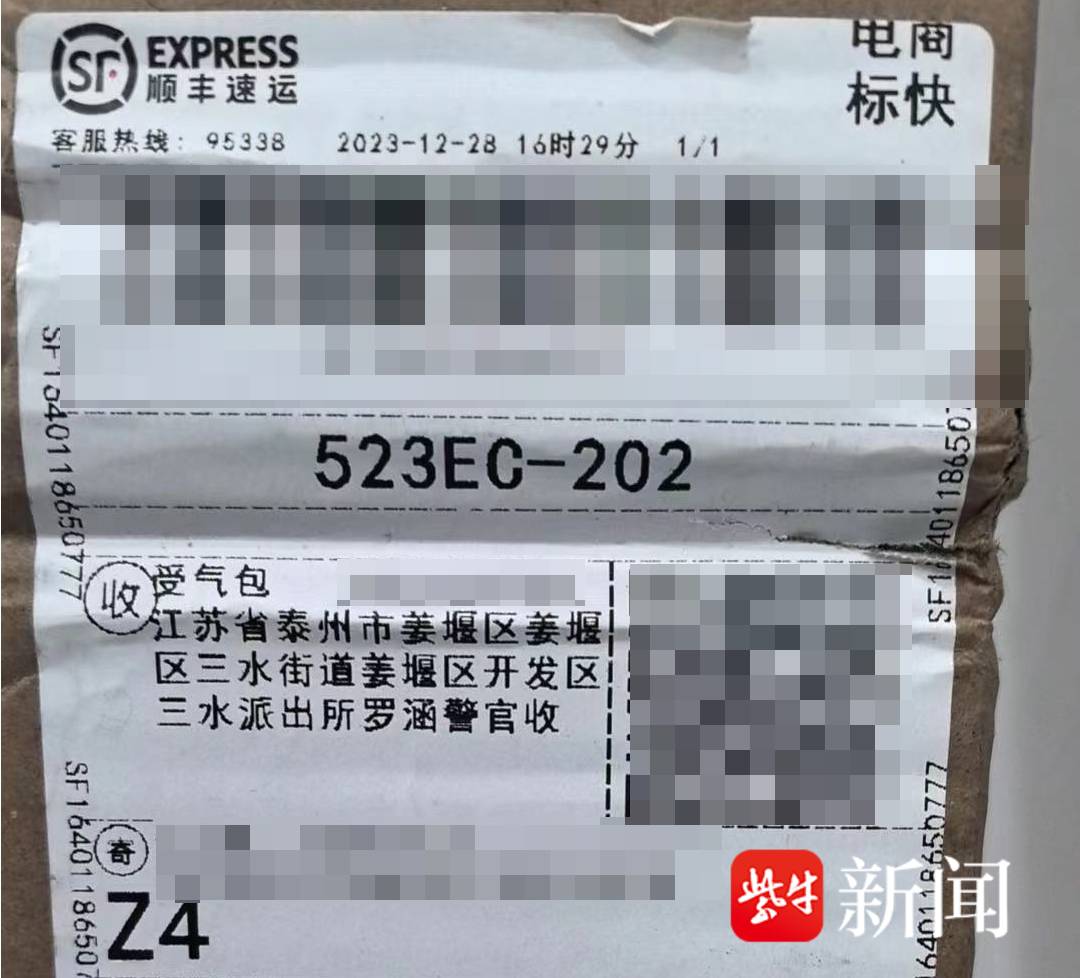 SF EXPRESS
顺丰速运
电商
标快
客服热线: 95338 2023-12-28 16时29分 1/1
523EC-202
收 受气包
江苏省泰州市姜堰区姜堰
区三水街道姜堰区开发区
三水派出所罗涵警官收
寄
Z4
SF1640118650777
SF1640118650777
紫牛新闻